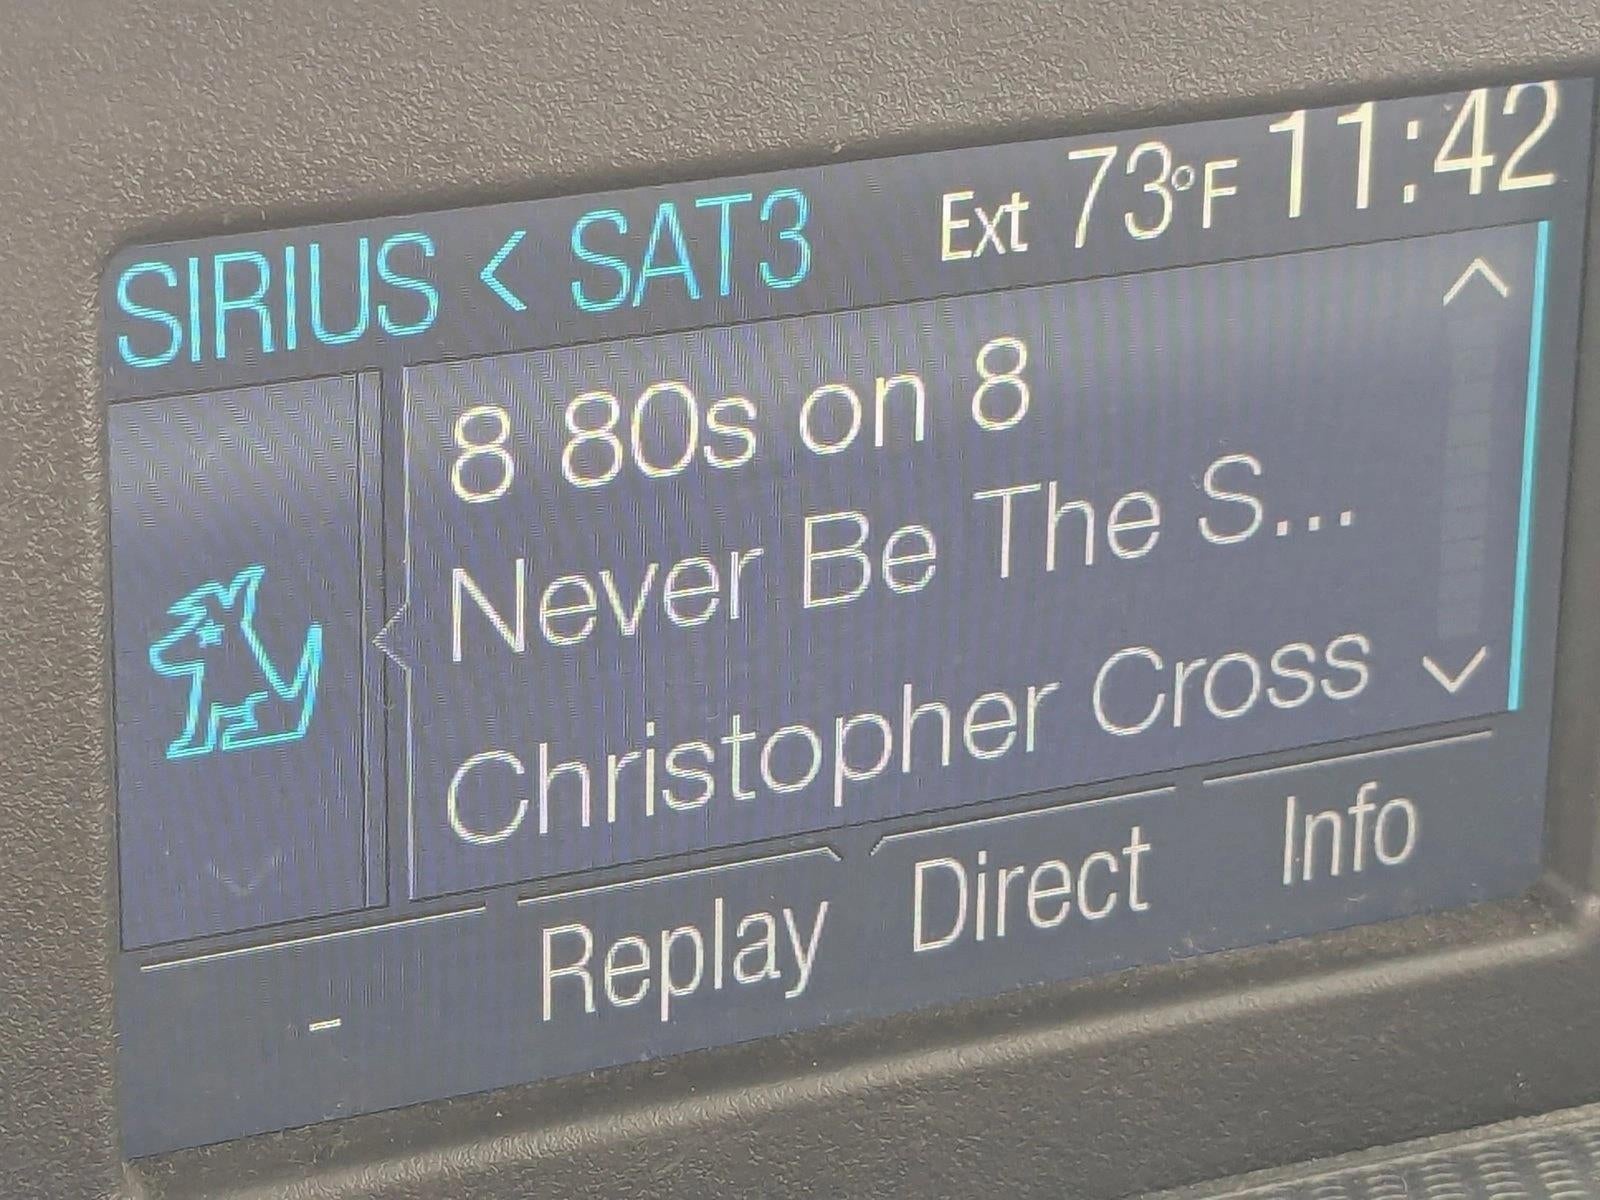 SIRIUS < SAT3 Ext 73°F 11:42
8 80s on 8
Never Be The S...
Christopher Cross
- Replay Direct Info